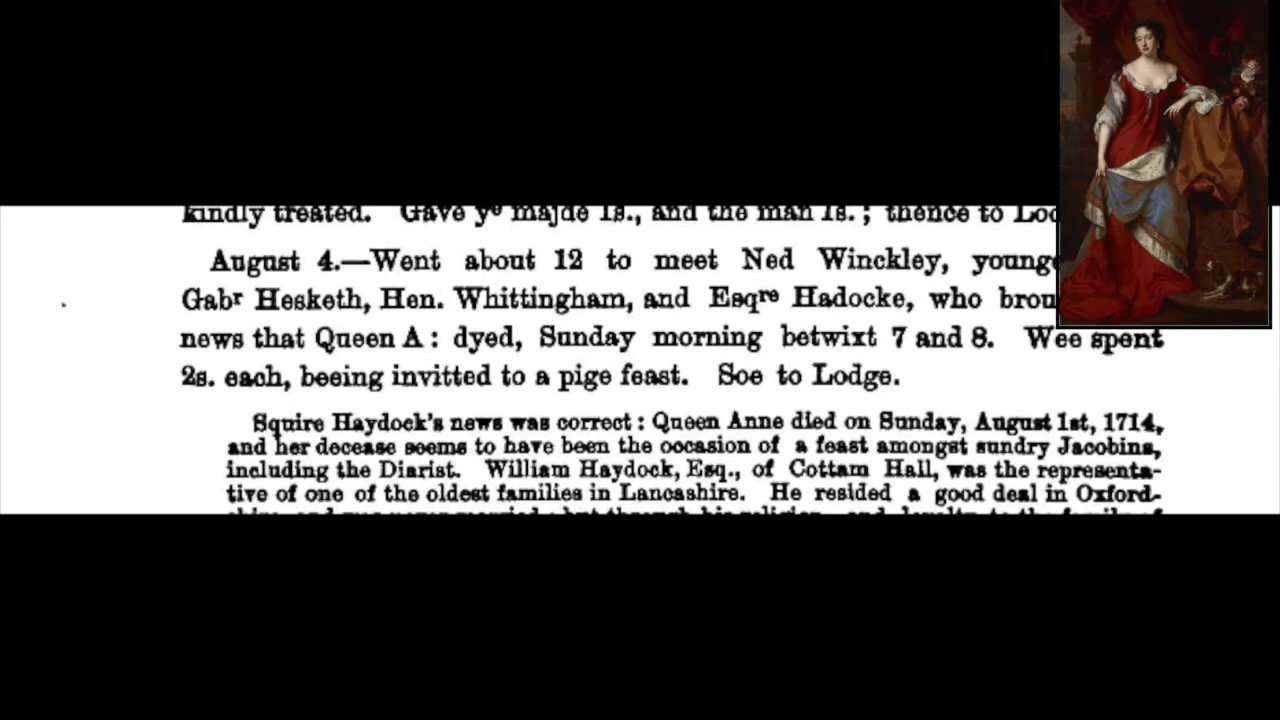 kindly treated. Gave yᵉ majde 1s., and the man 1s.; thence to
August 4.—Went about 12 to meet Ned Winckley,
Gabʳ Hesketh, Hen. Whittingham, and Esqʳᵉ Hadocke, who
news that Queen A: dyed, Sunday morning betwixt 7 and 8. Wee spent
2s. each, beeing invitted to a pige feast. Soe to Lodge.
Squire Haydock's news was correct: Queen Anne died on Sunday, August 1st, 1714,
and her decease seems to have been the occasion of a feast amongst sundry Jacobins,
including the Diarist. William Haydock, Esq., of Cottam Hall, was the representa-
tive of one of the oldest families in Lancashire. He resided a good deal in Oxford-